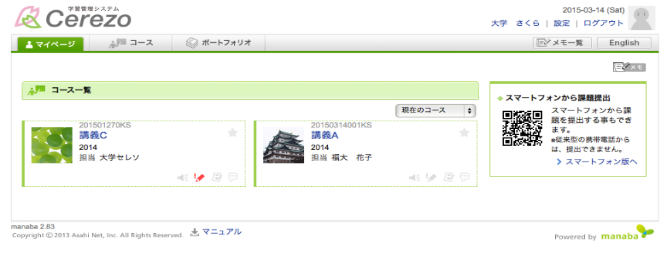 学習管理システム
Cerezo
2015-03-14 (Sat)
大学 さくら | 設定 | ログアウト
マイページ
コース
ポートフォリオ
メモ一覧
English
メモ
コース一覧
現在のコース
201501270KS
講義C
2014
担当 大学セレソ
20150314001KS
講義A
2014
担当 福大 花子
スマートフォンから課題提出
スマートフォンから課
題を提出する事もでき
ます。
※従来型の携帯電話から
は、提出できません。
スマートフォン版へ
manaba 2.83
Copyright © 2013 Asahi Net, Inc. All Rights Reserved.
マニュアル
Powered by manaba